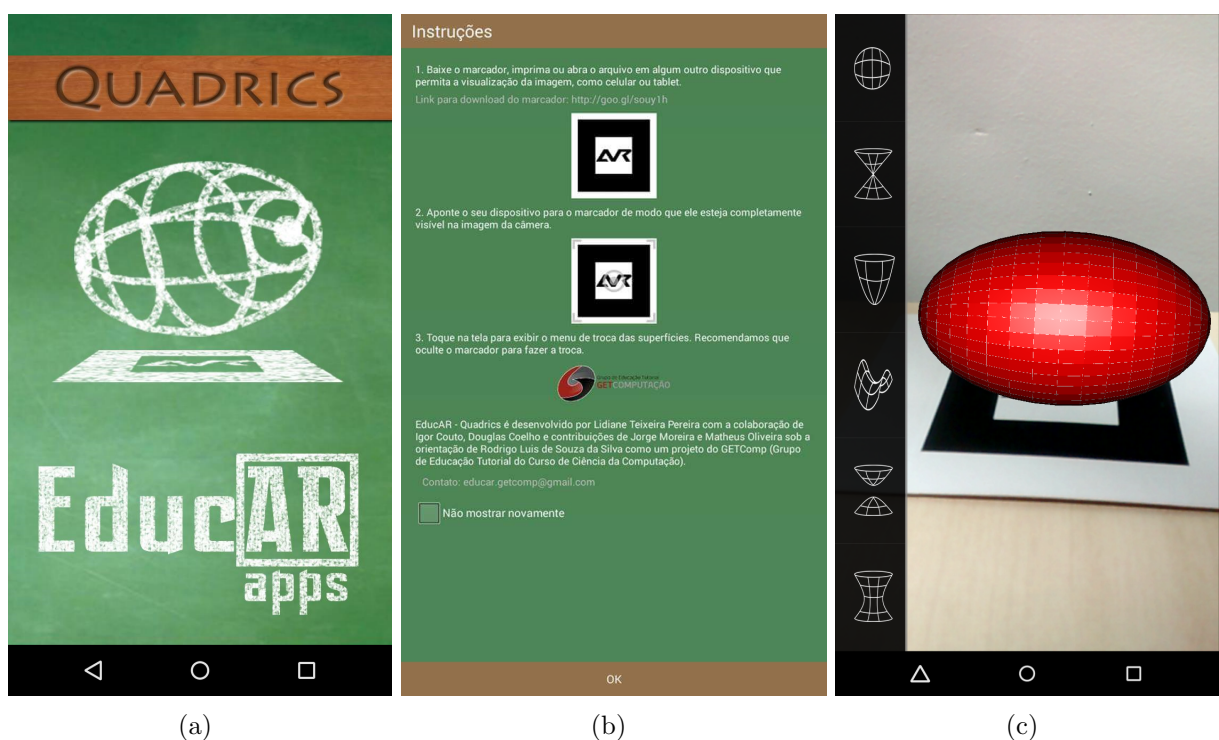 QUADRICS
EducAR
apps
(a)
Instruções
1. Baixe o marcador, imprima ou abra o arquivo em algum outro dispositivo que
permita a visualização da imagem, como celular ou tablet.
Link para download do marcador: http://goo.gl/souy1h
AVR
2. Aponte o seu dispositivo para o marcador de modo que ele esteja completamente
visível na imagem da câmera.
3. Toque na tela para exibir o menu de troca das superfícies. Recomendamos que
oculte o marcador para fazer a troca.
Grupo de Educação Tutorial
GETCOMPUTAÇÃO
EducAR - Quadrics é desenvolvido por Lidiane Teixeira Pereira com a colaboração de
Igor Couto, Douglas Coelho e contribuições de Jorge Moreira e Matheus Oliveira sob a
orientação de Rodrigo Luis de Souza da Silva como um projeto do GETComp (Grupo
de Educação Tutorial do Curso de Ciência da Computação).
Contato: educar.getcomp@gmail.com
Não mostrar novamente
OK
(b)
(c)